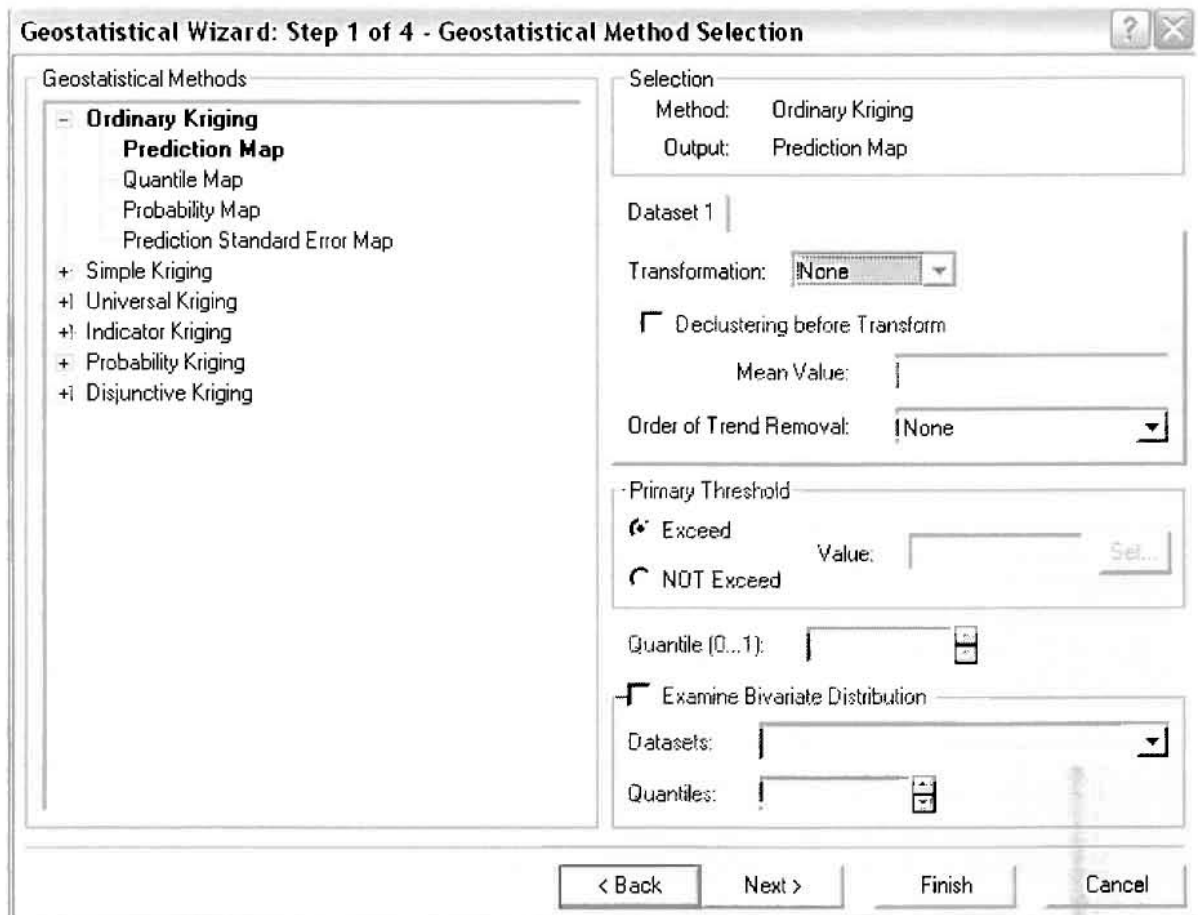 Geostatistical Wizard: Step 1 of 4 - Geostatistical Method Selection
Geostatistical Methods
Ordinary Kriging
Prediction Map
Quantile Map
Probability Map
Prediction Standard Error Map
Simple Kriging
Universal Kriging
Indicator Kriging
Probability Kriging
Disjunctive Kriging
Selection
Method: Ordinary Kriging
Output: Prediction Map
Dataset 1
Transformation: None
Declustering before Transform
Mean Value:
Order of Trend Removal: None
Primary Threshold
Exceed
Value: Set...
NOT Exceed
Quantile (0...1):
Examine Bivariate Distribution
Datasets:
Quantiles:
< Back Next > Finish Cancel